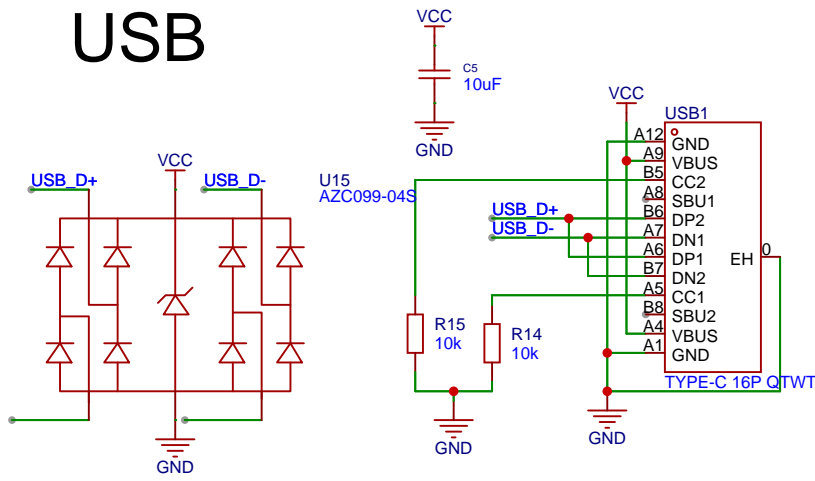 USB
VCC
C5
10uF
GND
VCC
USB_D+
USB_D-
U15
AZC099-04S
GND
VCC
USB1
A12 GND
A9 VBUS
B5 CC2
A8 SBU1
USB_D+
B6 DP2
USB_D-
A7 DN1
A6 DP1
EH 0
B7 DN2
A5 CC1
B8 SBU2
A4 VBUS
A1 GND
TYPE-C 16P QTWT
R15
10k
R14
10k
GND
GND